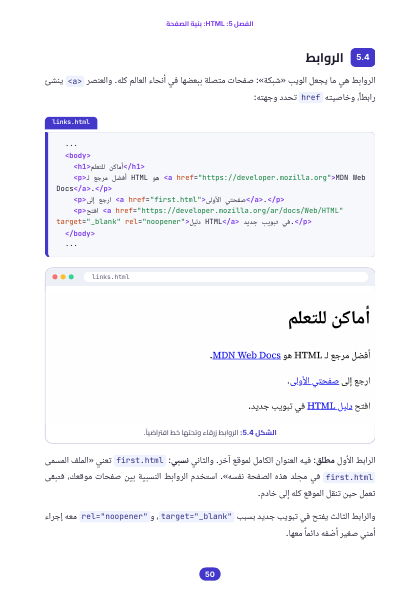 الفصل 5: HTML: بنية الصفحة
5.4 الروابط
الروابط هي ما يجعل الويب «شبكة»: صفحات متصلة ببعضها في أنحاء العالم كله. والعنصر <a> ينشئ
رابطاً، وخاصيته href تحدد وجهته:
links.html
...
<body>
<h1>أماكن للتعلم</h1>
<p>أفضل مرجع لـ HTML هو <a href="https://developer.mozilla.org">MDN Web
Docs</a>.</p>
<p>ارجع إلى <a href="first.html">صفحتي الأولى</a>.</p>
<p>افتح <a href="https://developer.mozilla.org/ar/docs/Web/HTML"
target="_blank" rel="noopener">دليل HTML</a> في تبويب جديد.</p>
</body>
...
links.html
أماكن للتعلم
أفضل مرجع لـ HTML هو MDN Web Docs.
ارجع إلى صفحتي الأولى.
افتح دليل HTML في تبويب جديد.
الشكل 5.4: الروابط زرقاء وتحتها خط افتراضياً.
الرابط الأول مطلق: فيه العنوان الكامل لموقع آخر. والثاني نسبي: first.html تعني «الملف المسمى
first.html في مجلد هذه الصفحة نفسه». استخدم الروابط النسبية بين صفحات موقعك، فتبقى
تعمل حين تنقل الموقع كله إلى خادم.
والرابط الثالث يفتح في تبويب جديد بسبب target="_blank"، و rel="noopener" معه إجراء
أمني صغير أضفه دائماً معها.
50